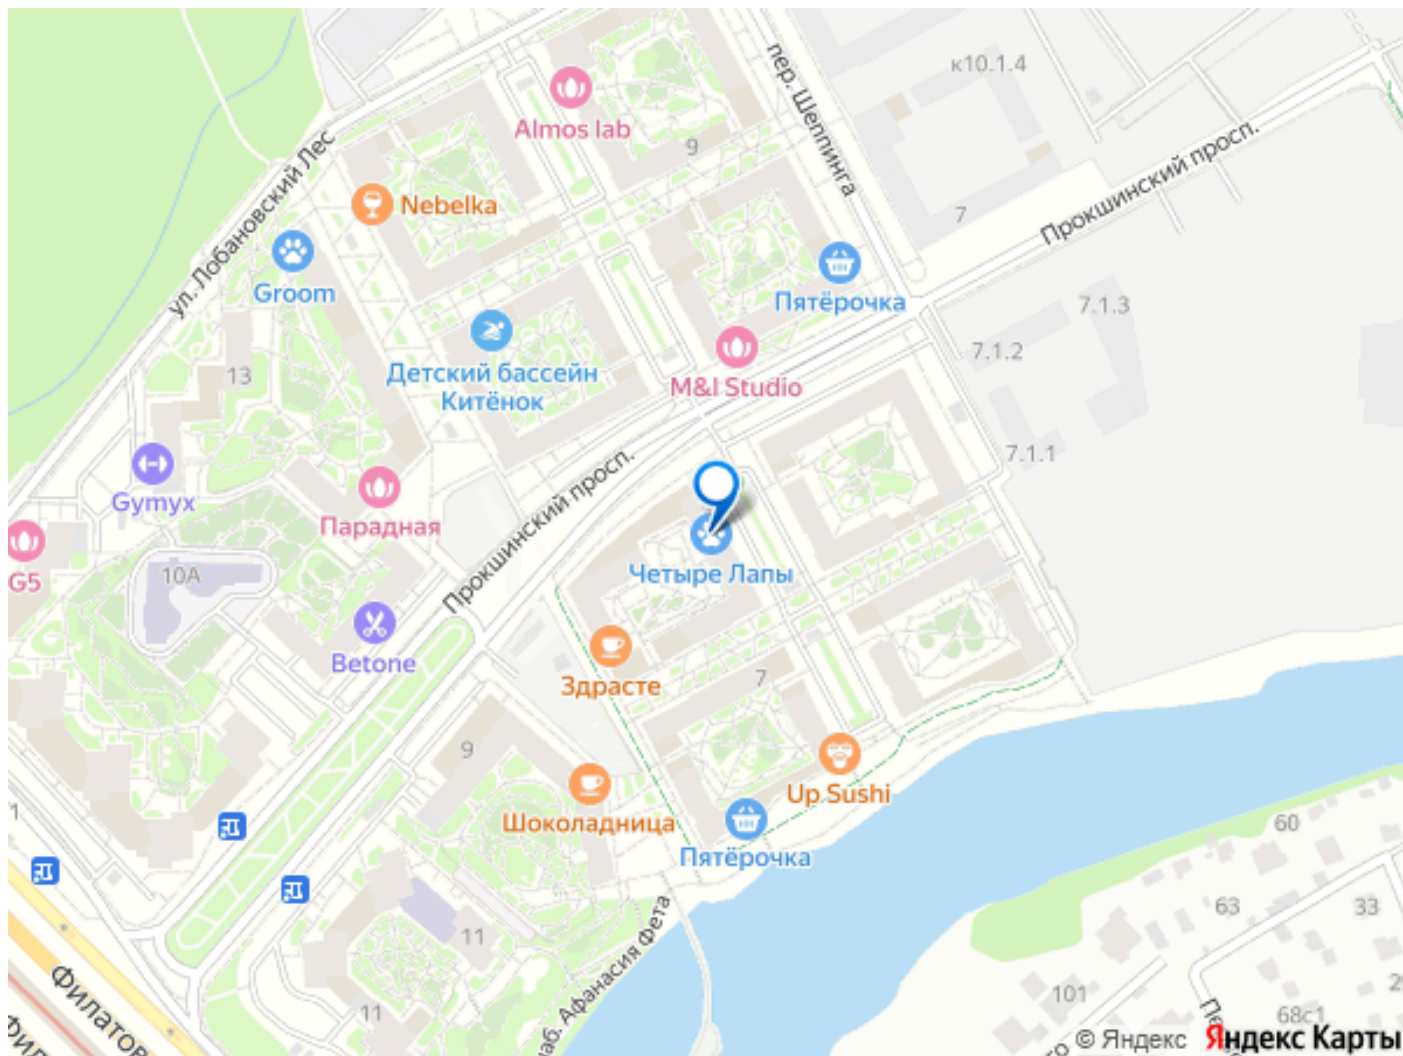 к10.1.4
пер. Шеппинга
Almos lab
9
Прокшинский просп.
ул. Лобановский Лес
Nebelka
7
Groom
Пятёрочка
7.1.3
7.1.2
Детский бассейн
Китёнок
M&I Studio
13
7.1.1
Gymyx
Парадная
Прокшинский просп.
G5
10А
Четыре Лапы
Betone
Здрасте
7
9
Up Sushi
Шоколадница
1
Пятёрочка
60
63
33
11
наб. Афанасия Фета
101
11
68с1
Филатов
Фил
© Яндекс
Яндекс Карты